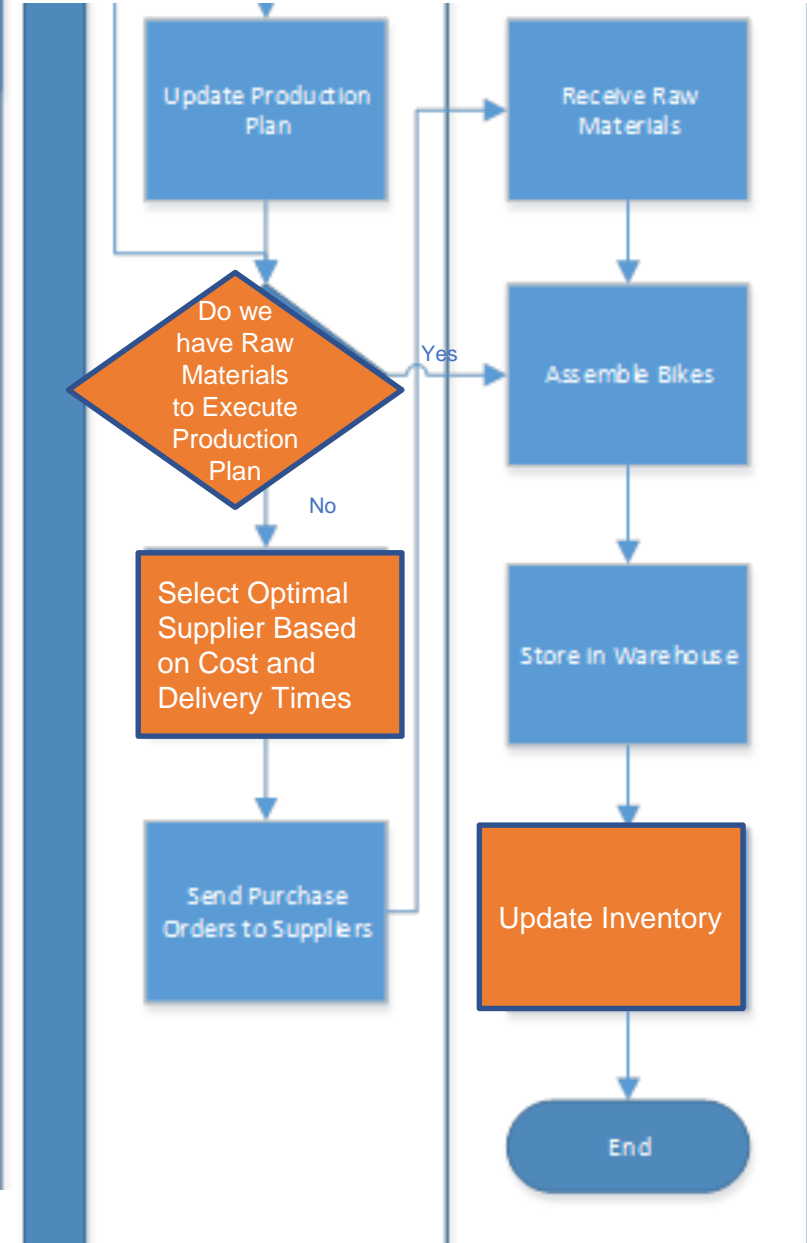 Update Production
Plan
Do we
have Raw
Materials
to Execute
Production
Plan
Yes
No
Select Optimal
Supplier Based
on Cost and
Delivery Times
Send Purchase
Orders to Suppliers
Receive Raw
Materials
Assemble Bikes
Store in Warehouse
Update Inventory
End